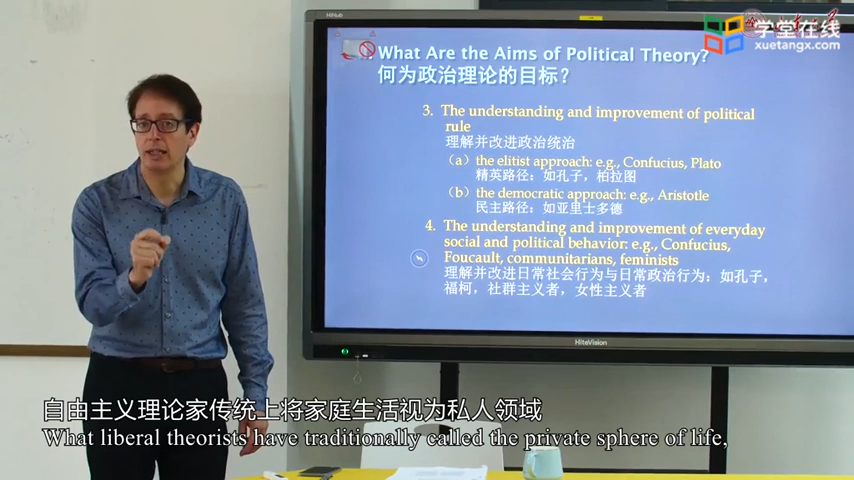 HiHub
学堂在线
xuetangx.com
What Are the Aims of Political Theory?
何为政治理论的目标？
3. The understanding and improvement of political
rule
理解并改进政治统治
（a）the elitist approach: e.g., Confucius, Plato
精英路径：如孔子，柏拉图
（b）the democratic approach: e.g., Aristotle
民主路径：如亚里士多德
4. The understanding and improvement of everyday
social and political behavior: e.g., Confucius,
Foucault, communitarians, feminists
理解并改进日常社会行为与日常政治行为：如孔子，
福柯，社群主义者，女性主义者
HiteVision
自由主义理论家传统上将家庭生活视为私人领域
What liberal theorists have traditionally called the private sphere of life,